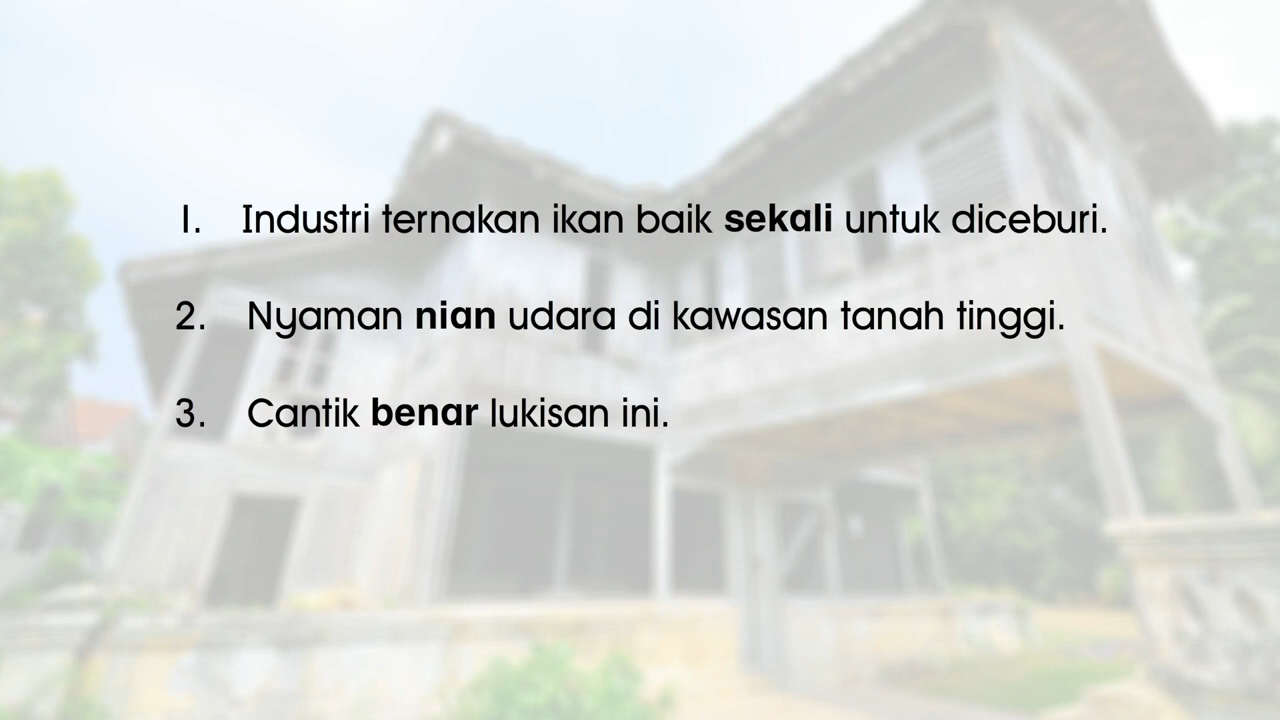 1. Industri ternakan ikan baik sekali untuk diceburi.
2. Nyaman nian udara di kawasan tanah tinggi.
3. Cantik benar lukisan ini.